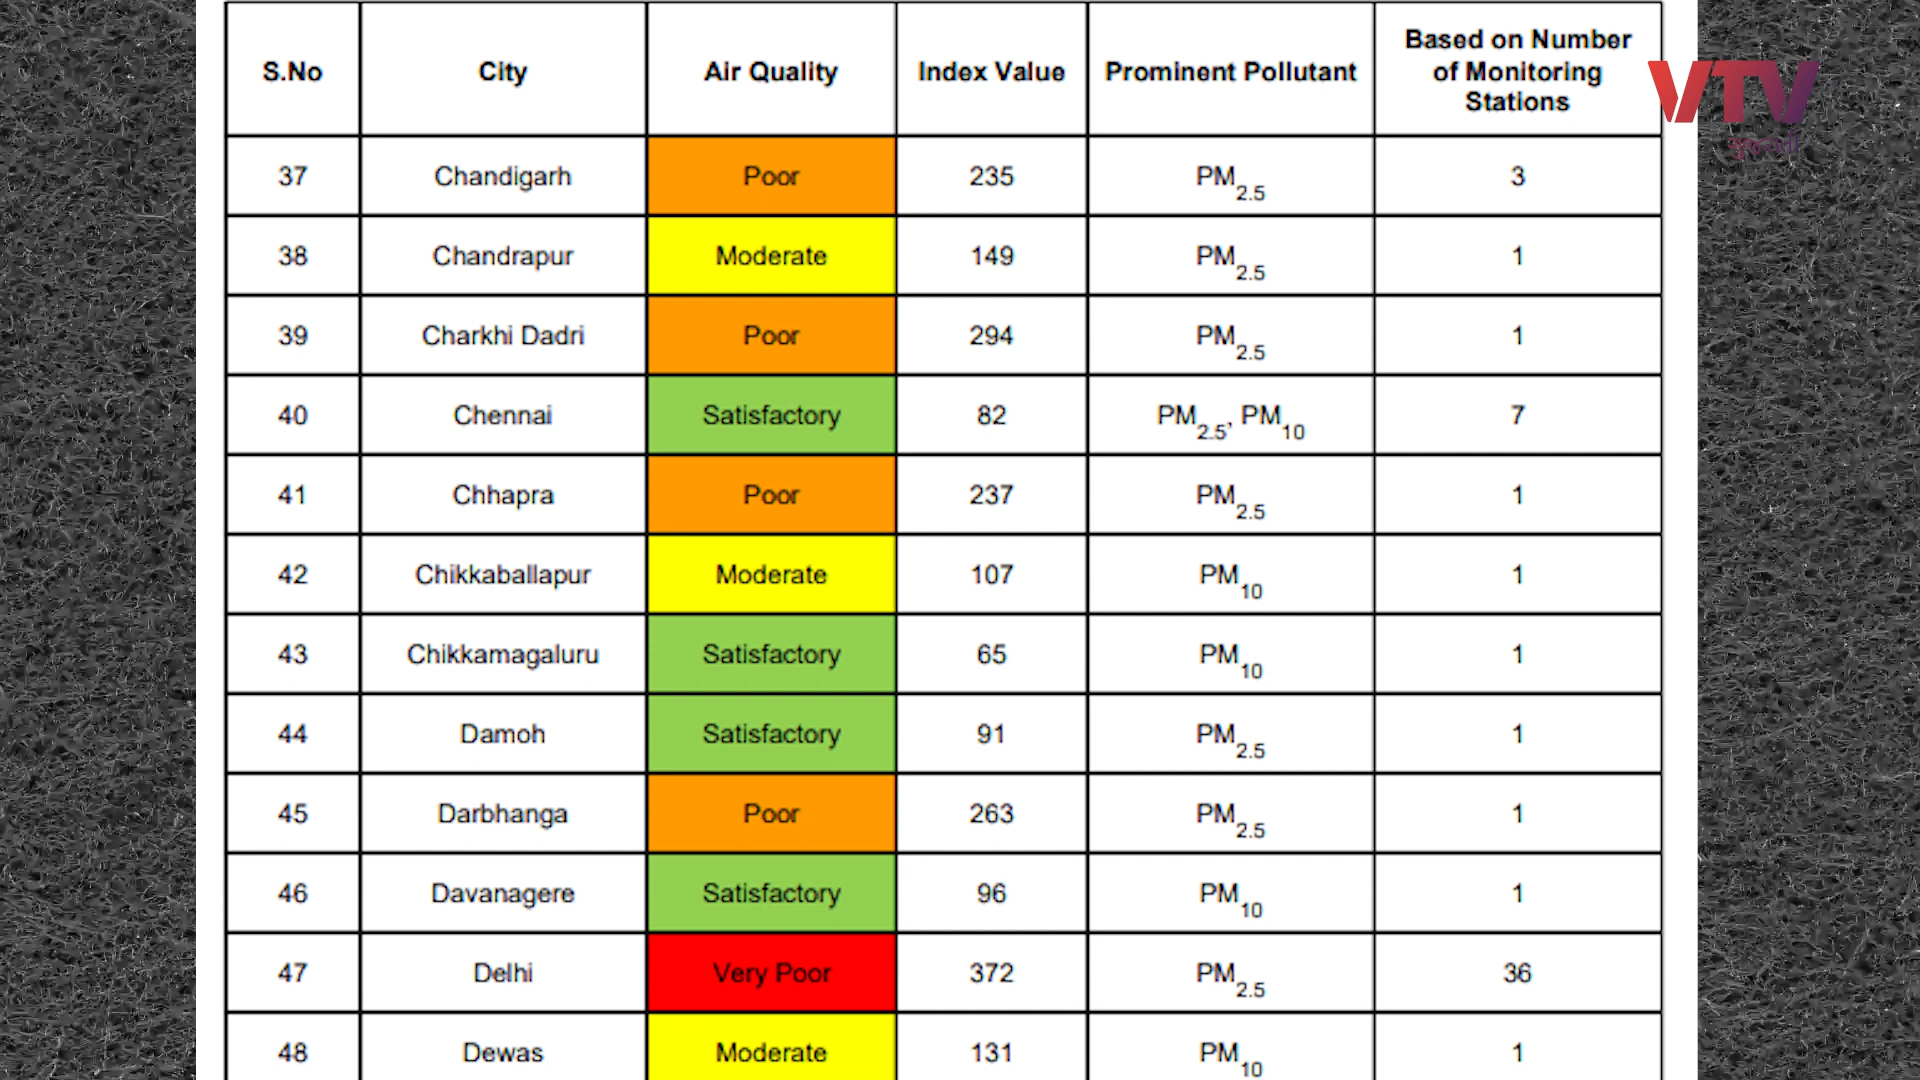 S.No City Air Quality Index Value Prominent Pollutant Based on Number of Monitoring Stations
37 Chandigarh Poor 235 PM2.5 3
38 Chandrapur Moderate 149 PM2.5 1
39 Charkhi Dadri Poor 294 PM2.5 1
40 Chennai Satisfactory 82 PM2.5, PM10 7
41 Chhapra Poor 237 PM2.5 1
42 Chikkaballapur Moderate 107 PM10 1
43 Chikkamagaluru Satisfactory 65 PM10 1
44 Damoh Satisfactory 91 PM2.5 1
45 Darbhanga Poor 263 PM2.5 1
46 Davanagere Satisfactory 96 PM10 1
47 Delhi Very Poor 372 PM2.5 36
48 Dewas Moderate 131 PM10 1
VTV